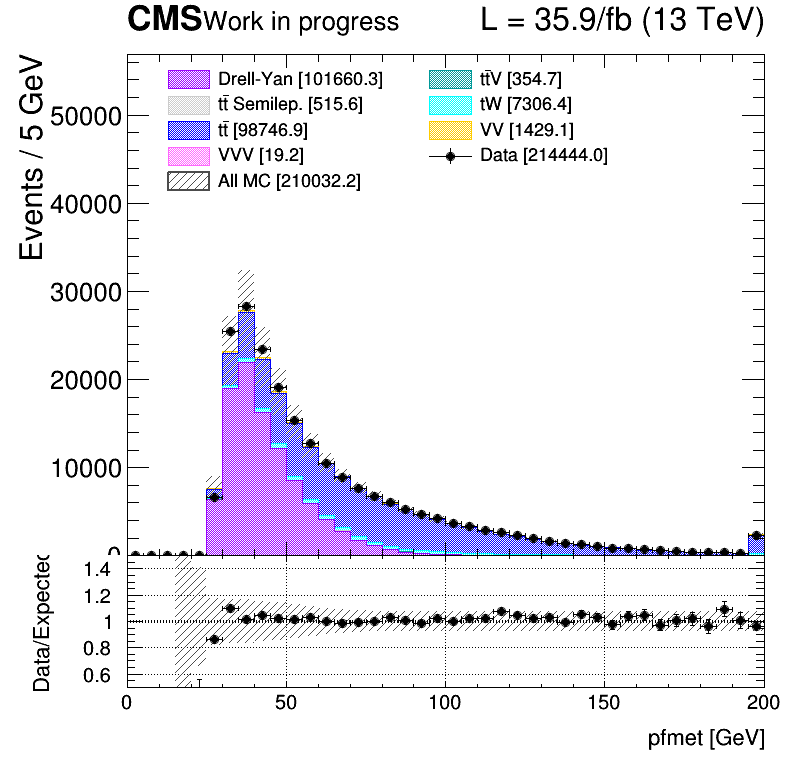 CMS Work in progress L = 35.9/fb (13 TeV)
Events / 5 GeV
Drell-Yan [101660.3]
tt̄ Semilep. [515.6]
tt̄ [98746.9]
VVV [19.2]
All MC [210032.2]
tt̄V [354.7]
tW [7306.4]
VV [1429.1]
Data [214444.0]
50000
40000
30000
20000
10000
0
Data/Expected
1.4
1.2
1
0.8
0.6
0 50 100 150 200
pfmet [GeV]